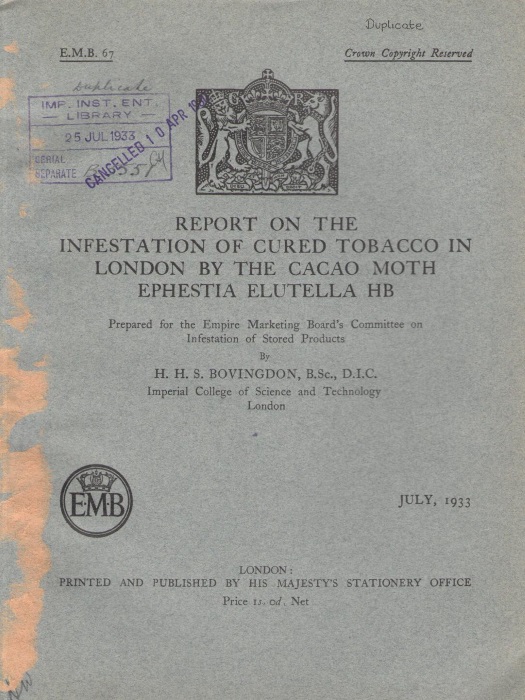 Duplicate
E.M.B. 67
Crown Copyright Reserved
Duplicate
IMP. INST. ENT.
— LIBRARY —
25 JUL 1933
SERIAL
SEPARATE
CANCELLED 10 APR
G R
REPORT ON THE
INFESTATION OF CURED TOBACCO IN
LONDON BY THE CACAO MOTH
EPHESTIA ELUTELLA HB
Prepared for the Empire Marketing Board's Committee on
Infestation of Stored Products
By
H. H. S. BOVINGDON, B.Sc., D.I.C.
Imperial College of Science and Technology
London
EMB
JULY, 1933
LONDON:
PRINTED AND PUBLISHED BY HIS MAJESTY'S STATIONERY OFFICE
Price 1s. 0d. Net